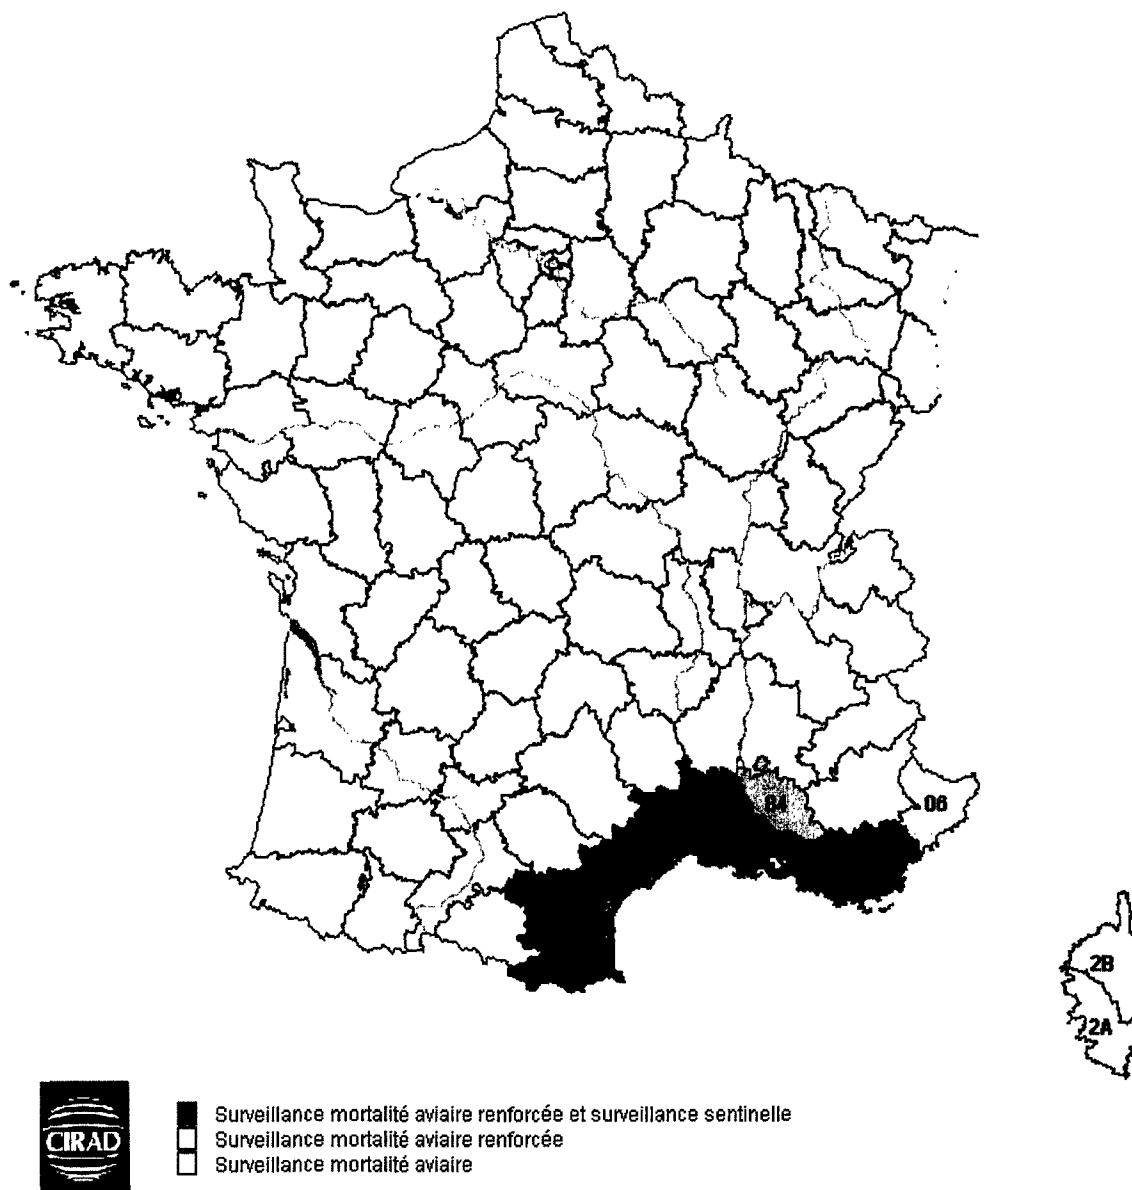 84
06
2B
2A
CIRAD
Surveillance mortalité aviaire renforcée et surveillance sentinelle
Surveillance mortalité aviaire renforcée
Surveillance mortalité aviaire